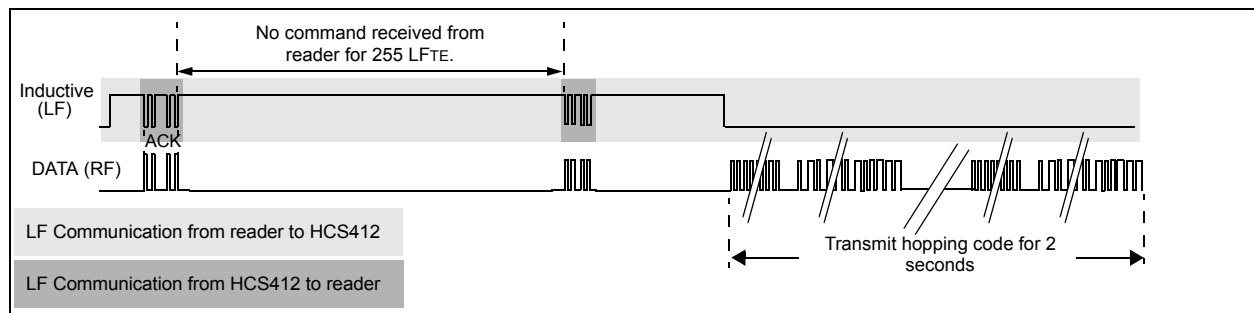 No command received from
reader for 255 LFTE.
Inductive
(LF)
ACK
DATA (RF)
LF Communication from reader to HCS412
Transmit hopping code for 2
seconds
LF Communication from HCS412 to reader